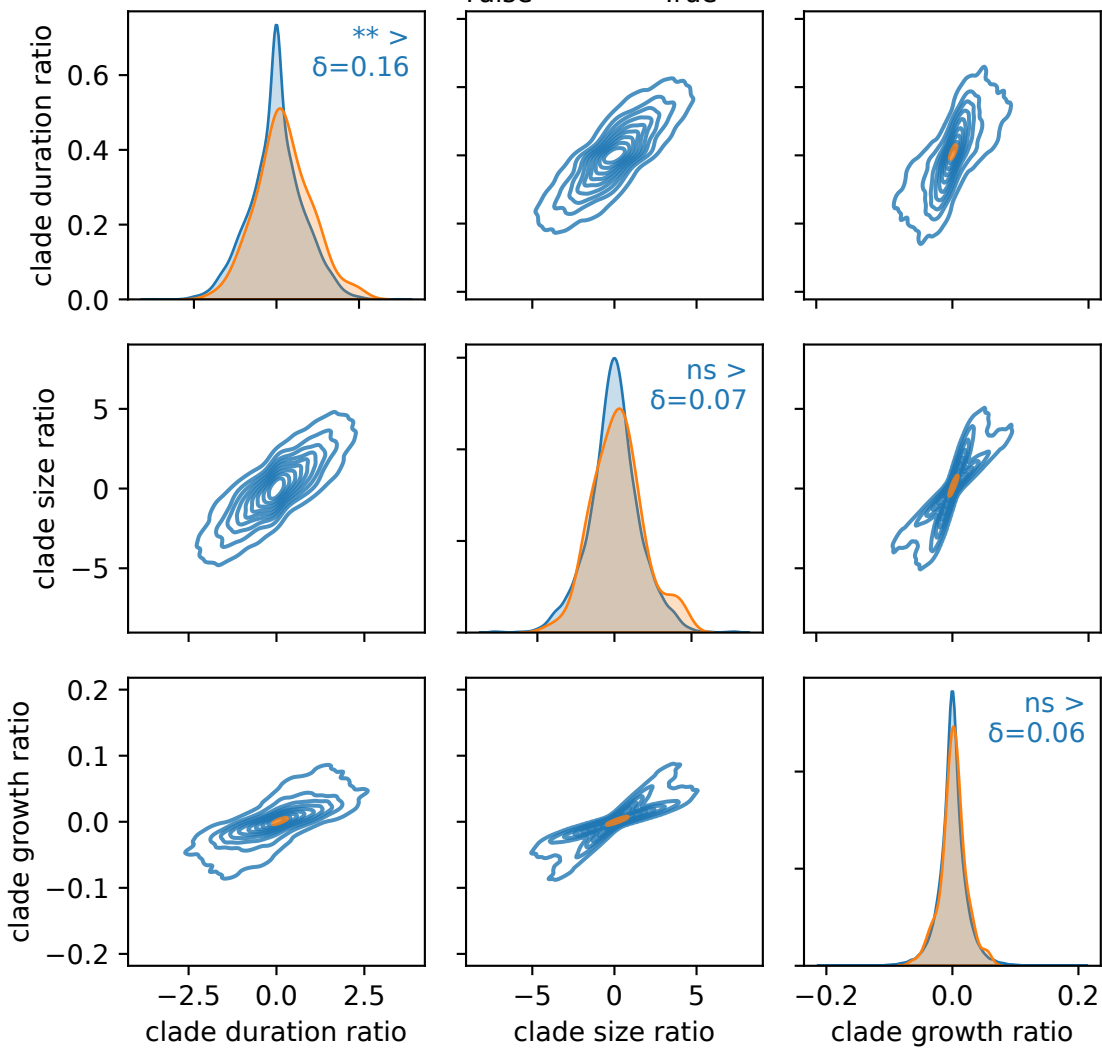 False True
clade duration ratio
** >
δ=0.16
0.6
0.4
0.2
0.0
clade size ratio
ns >
δ=0.07
5
0
−5
clade growth ratio
ns >
δ=0.06
0.2
0.1
0.0
−0.1
−0.2
−2.5 0.0 2.5 −5 0 5 −0.2 0.0 0.2
clade duration ratio clade size ratio clade growth ratio